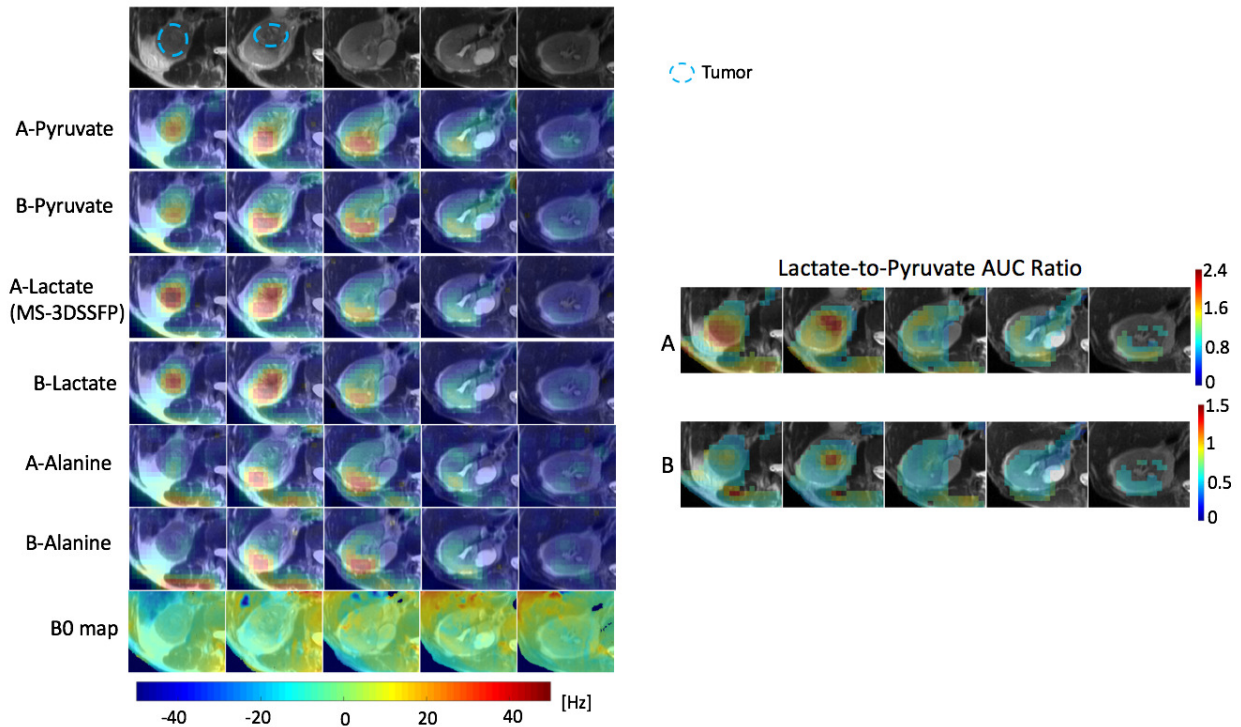 Tumor
A-Pyruvate
B-Pyruvate
A-Lactate
(MS-3DSSFP)
B-Lactate
A-Alanine
B-Alanine
B0 map
-40 -20 0 20 40 [Hz]
Lactate-to-Pyruvate AUC Ratio
A
2.4
1.6
0.8
0
B
1.5
1
0.5
0